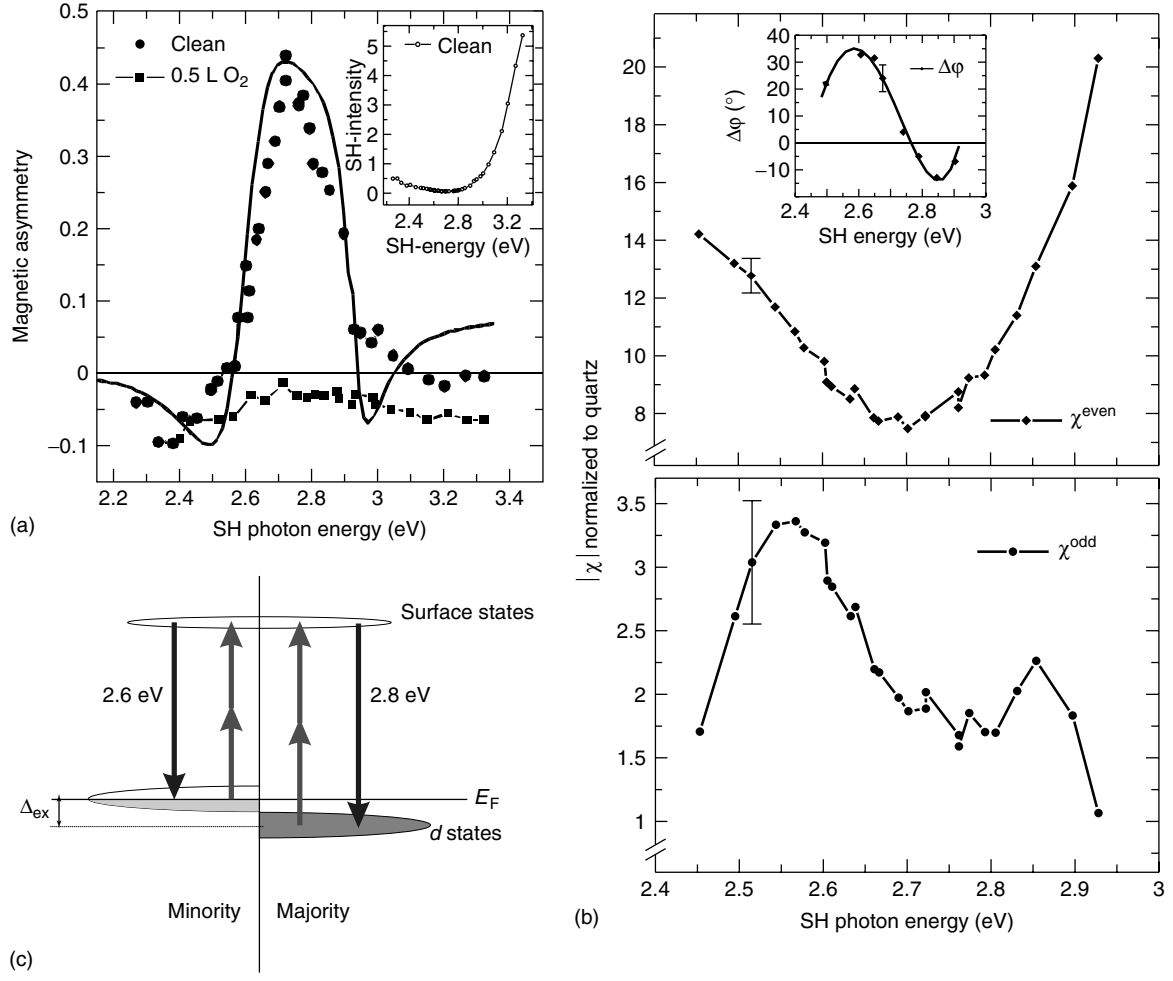 0.5
0.4
0.3
0.2
0.1
0
−0.1
Magnetic asymmetry
Clean
0.5 L O₂
2.2 2.4 2.6 2.8 3 3.2 3.4
SH photon energy (eV)
5
4
3
2
1
0
SH-intensity
Clean
2.4 2.8 3.2
SH-energy (eV)
(a)
20
18
16
14
12
10
8
40
30
20
10
0
−10
Δφ (°)
Δφ
2.4 2.6 2.8 3
SH energy (eV)
χ^even
|χ| normalized to quartz
3.5
3
2.5
2
1.5
1
χ^odd
2.4 2.5 2.6 2.7 2.8 2.9 3
SH photon energy (eV)
(b)
Surface states
2.6 eV
2.8 eV
Δ_ex
E_F
d states
Minority
Majority
(c)